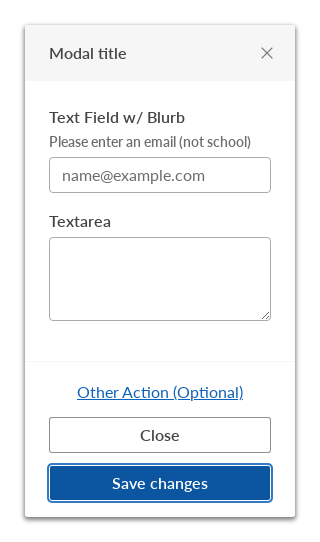 Modal title
Text Field w/ Blurb
Please enter an email (not school)
name@example.com
Textarea
Other Action (Optional)
Close
Save changes